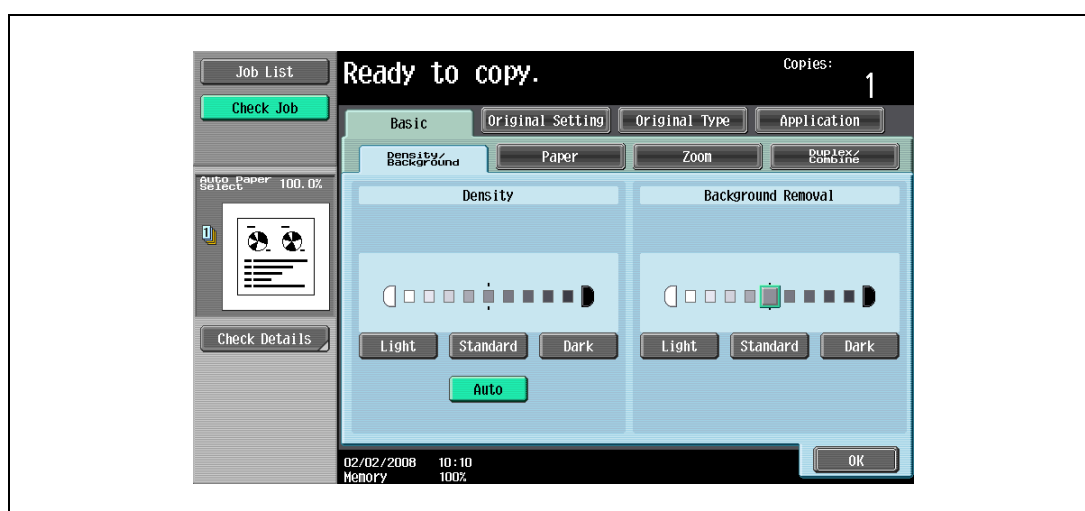 Job List
Check Job
Ready to copy.
Copies:
1
Basic
Original Setting
Original Type
Application
Density/
Background
Paper
Zoom
Duplex/
Combine
Auto Paper
Select
100.0%
1
Check Details
Density
Background Removal
Light
Standard
Dark
Auto
Light
Standard
Dark
02/02/2008 10:10
Memory 100%
OK